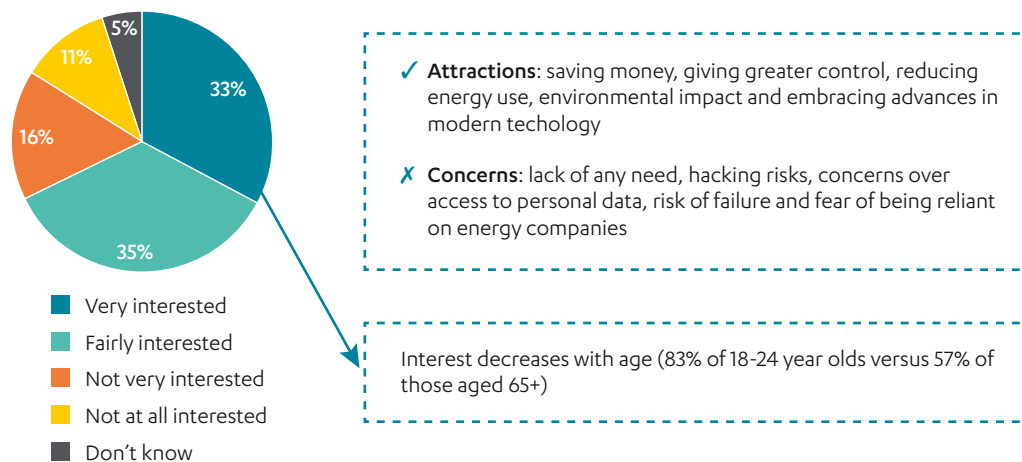 5%
11%
33%
16%
35%
Very interested
Fairly interested
Not very interested
Not at all interested
Don't know
✓ Attractions: saving money, giving greater control, reducing
energy use, environmental impact and embracing advances in
modern techology
✗ Concerns: lack of any need, hacking risks, concerns over
access to personal data, risk of failure and fear of being reliant
on energy companies
Interest decreases with age (83% of 18-24 year olds versus 57% of
those aged 65+)